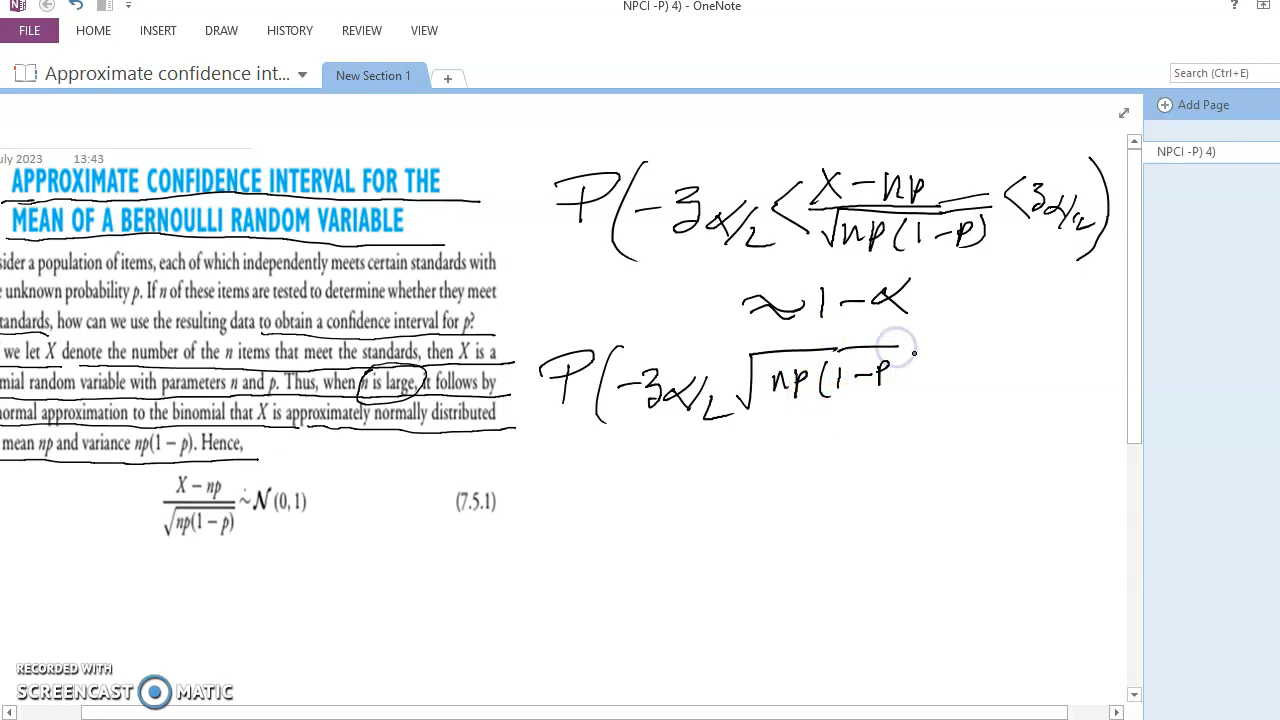 NPCI -P) 4) - OneNote
FILE HOME INSERT DRAW HISTORY REVIEW VIEW
Approximate confidence int... New Section 1
Search (Ctrl+E)
Add Page
NPCI -P) 4)
uly 2023 13:43
APPROXIMATE CONFIDENCE INTERVAL FOR THE
MEAN OF A BERNOULLI RANDOM VARIABLE
sider a population of items, each of which independently meets certain standards with
unknown probability p. If n of these items are tested to determine whether they meet
tandards, how can we use the resulting data to obtain a confidence interval for p?
we let X denote the number of the n items that meet the standards, then X is a
mial random variable with parameters n and p. Thus, when n is large, it follows by
normal approximation to the binomial that X is approximately normally distributed
mean np and variance np(1 − p). Hence,
X − np
√np(1 − p) ∼̇ N (0, 1) (7.5.1)
P(-z α/2 < X-np / √np(1-p) < z α/2)
≈ 1-α
P(-z α/2 √np(1-p
RECORDED WITH
SCREENCAST MATIC